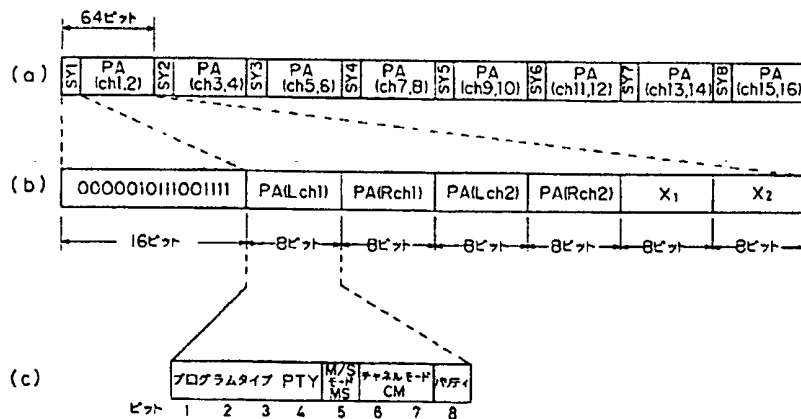 64ビット
(a) SY1 PA (ch1,2) SY2 PA (ch3,4) SY3 PA (ch5,6) SY4 PA (ch7,8) SY5 PA (ch9,10) SY6 PA (ch11,12) SY7 PA (ch13,14) SY8 PA (ch15,16)
(b) 0000010111001111 PA(Lch1) PA(Rch1) PA(Lch2) PA(Rch2) X1 X2
16ビット 8ビット 8ビット 8ビット 8ビット 8ビット 8ビット
(c) プログラムタイプ PTY M/S モード MS チャネルモード CM パリティ
ビット 1 2 3 4 5 6 7 8